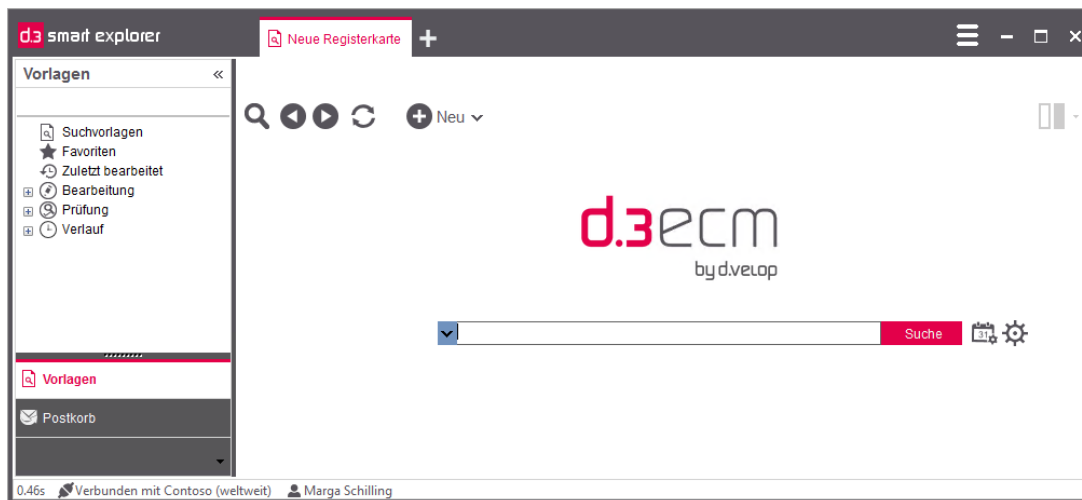 d.3 smart explorer
Neue Registerkarte
Vorlagen «
Neu
Suchvorlagen
Favoriten
Zuletzt bearbeitet
Bearbeitung
Prüfung
Verlauf
d.3ecm
by d.velop
31
Suche
Vorlagen
Postkorb
0.46s Verbunden mit Contoso (weltweit) Marga Schilling